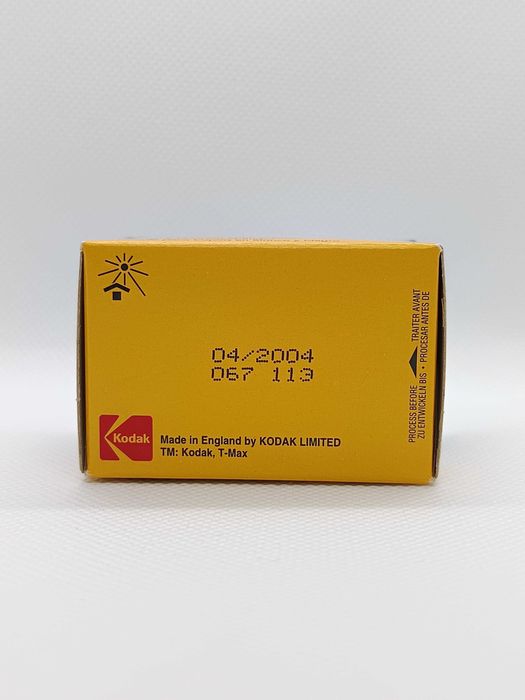 04/2004
067 113
Kodak
Made in England by KODAK LIMITED
TM: Kodak, T-Max
PROCESS BEFORE ▲ TRAITER AVANT
ZU ENTWICKELN BIS • PROCESAR ANTES DE